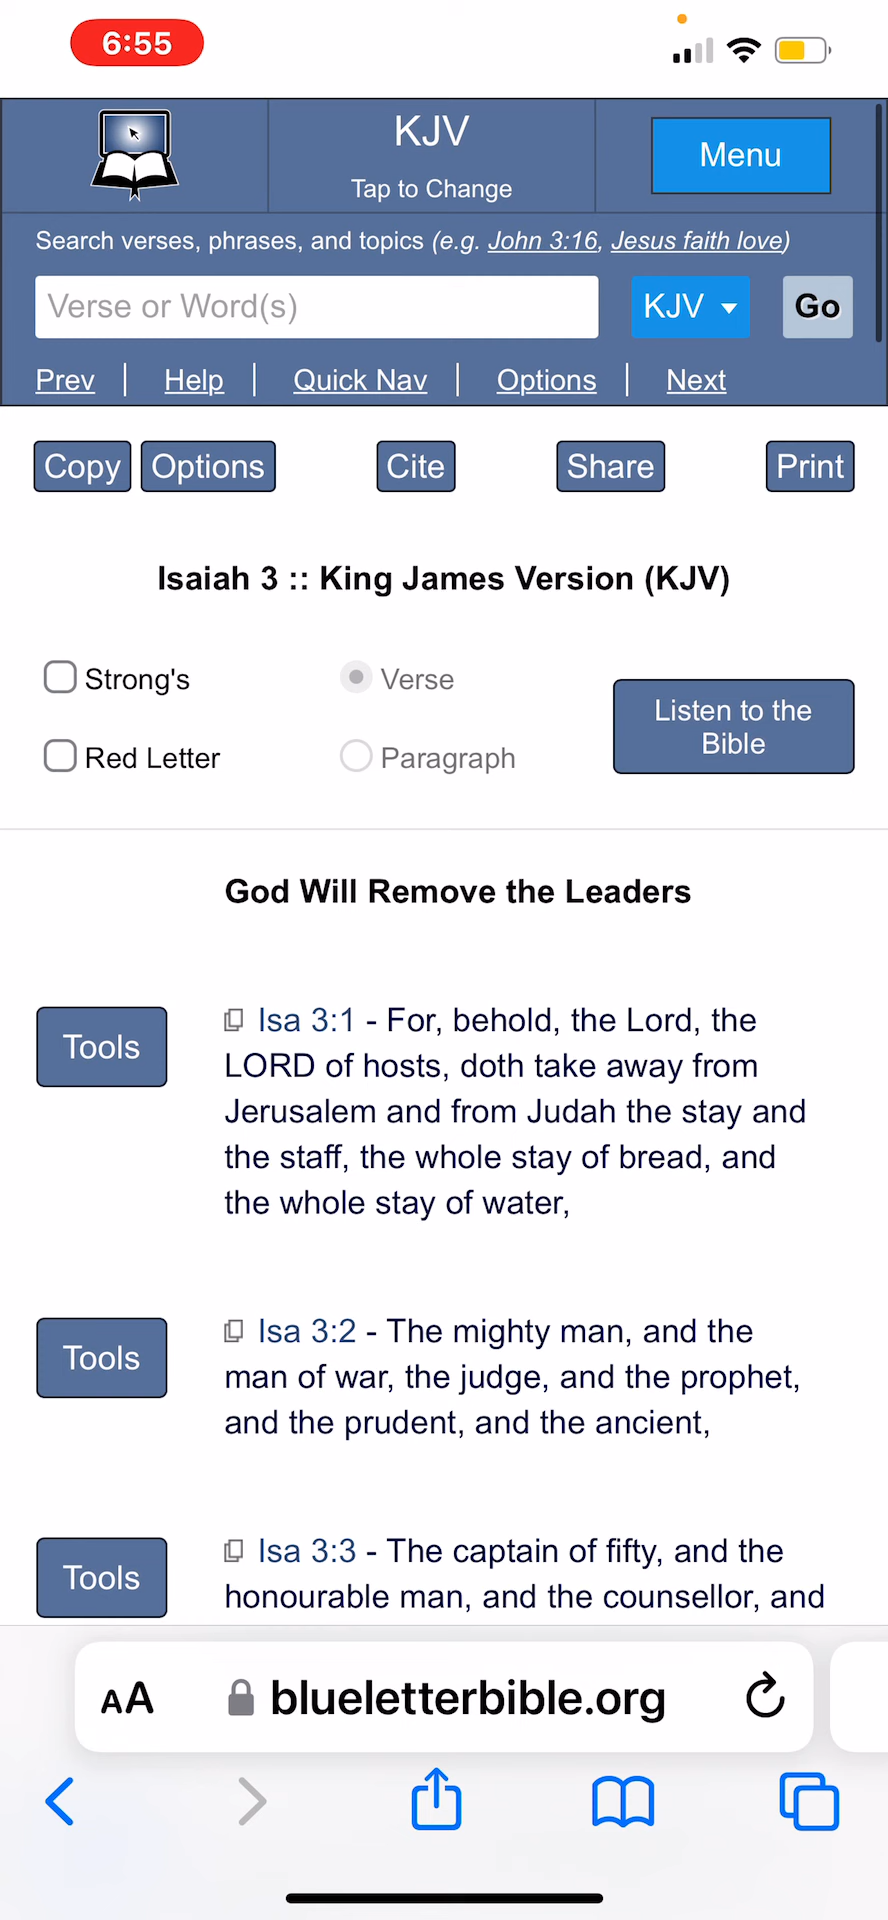 6:55
KJV
Tap to Change
Menu
Search verses, phrases, and topics (e.g. John 3:16, Jesus faith love)
Verse or Word(s)
KJV
Go
Prev | Help | Quick Nav | Options | Next
Copy Options Cite Share Print
Isaiah 3 :: King James Version (KJV)
Strong's
Verse
Listen to the
Bible
Red Letter
Paragraph
God Will Remove the Leaders
Tools
Isa 3:1 - For, behold, the Lord, the
LORD of hosts, doth take away from
Jerusalem and from Judah the stay and
the staff, the whole stay of bread, and
the whole stay of water,
Tools
Isa 3:2 - The mighty man, and the
man of war, the judge, and the prophet,
and the prudent, and the ancient,
Tools
Isa 3:3 - The captain of fifty, and the
honourable man, and the counsellor, and
AA blueletterbible.org